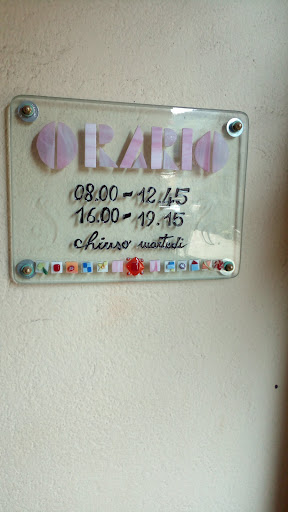 ORARIO
08.00 - 12.45
16.00 - 19.15
chiuso martedì